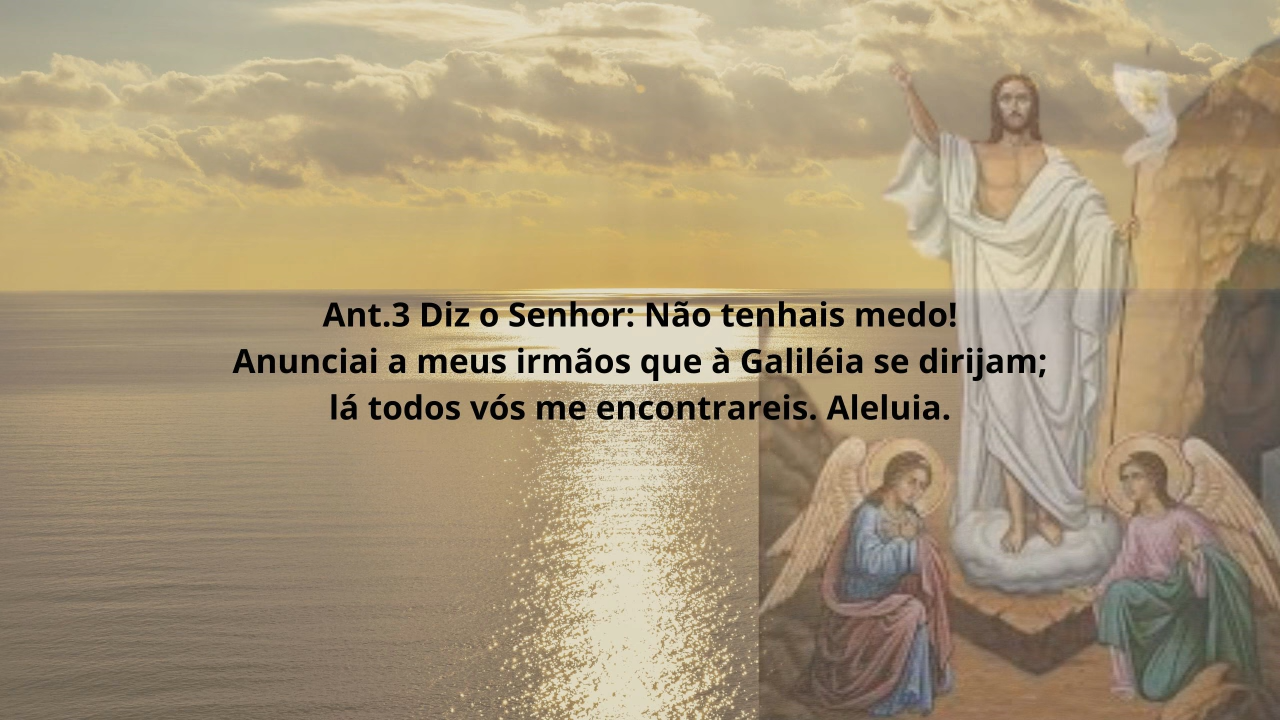 Ant.3 Diz o Senhor: Não tenhais medo!
Anunciai a meus irmãos que à Galiléia se dirijam;
lá todos vós me encontrareis. Aleluia.